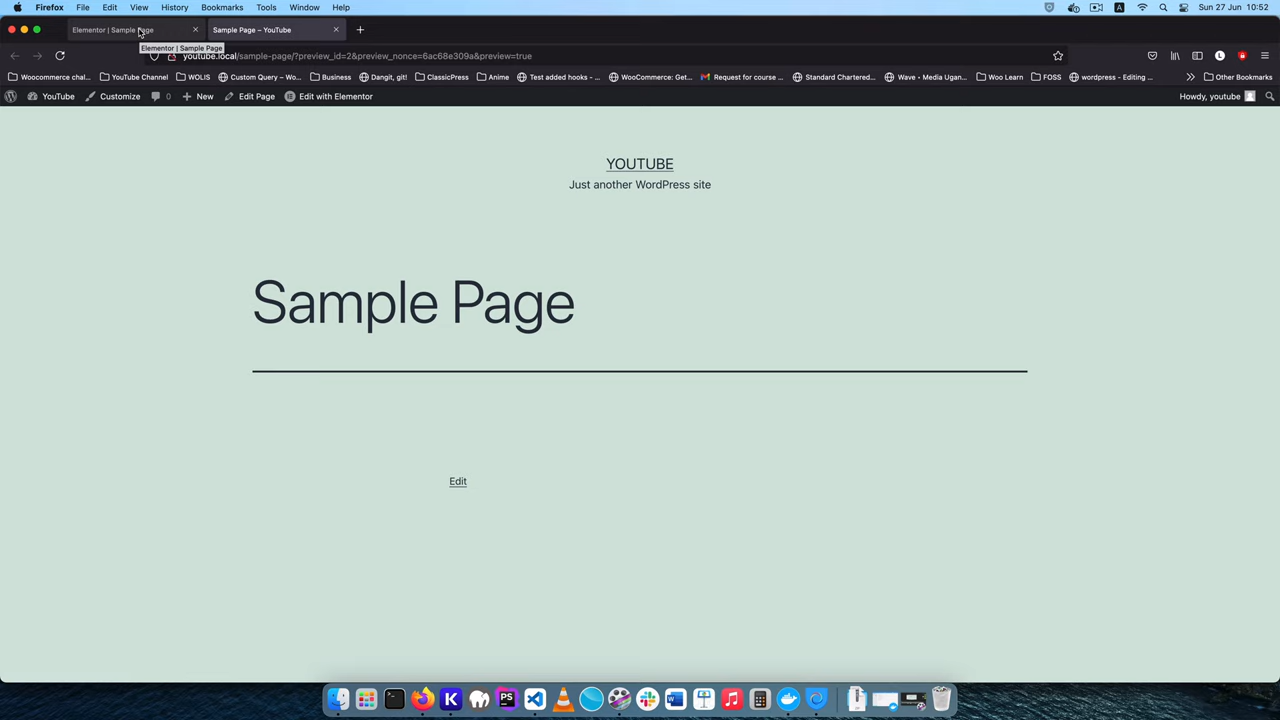 Firefox File Edit View History Bookmarks Tools Window Help
A
Sun 27 Jun 10:52
Elementor | Sample Page
Sample Page – YouTube
Elementor | Sample Page
youtube.local/sample-page/?preview_id=2&preview_nonce=6ac68e309a&preview=true
Woocommerce chal...
YouTube Channel
WOLIS
Custom Query – Wo...
Business
Dangit, git!
ClassicPress
Anime
Test added hooks - ...
WooCommerce: Get...
Request for course ...
Standard Chartered...
Wave • Media Ugan...
Woo Learn
FOSS
wordpress - Editing ...
Other Bookmarks
YouTube
Customize
0
New
Edit Page
Edit with Elementor
Howdy, youtube
YOUTUBE
Just another WordPress site
Sample Page
Edit
K
PS
W